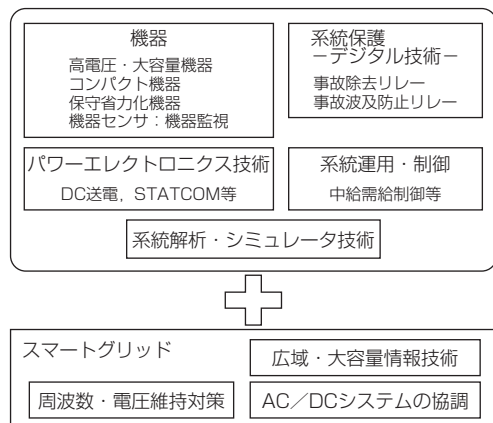 機器
高電圧・大容量機器
コンパクト機器
保守省力化機器
機器センサ：機器監視
系統保護
－デジタル技術－
事故除去リレー
事故波及防止リレー
パワーエレクトロニクス技術
DC送電，STATCOM等
系統運用・制御
中給需給制御等
系統解析・シミュレータ技術
スマートグリッド
広域・大容量情報技術
周波数・電圧維持対策
AC／DCシステムの協調